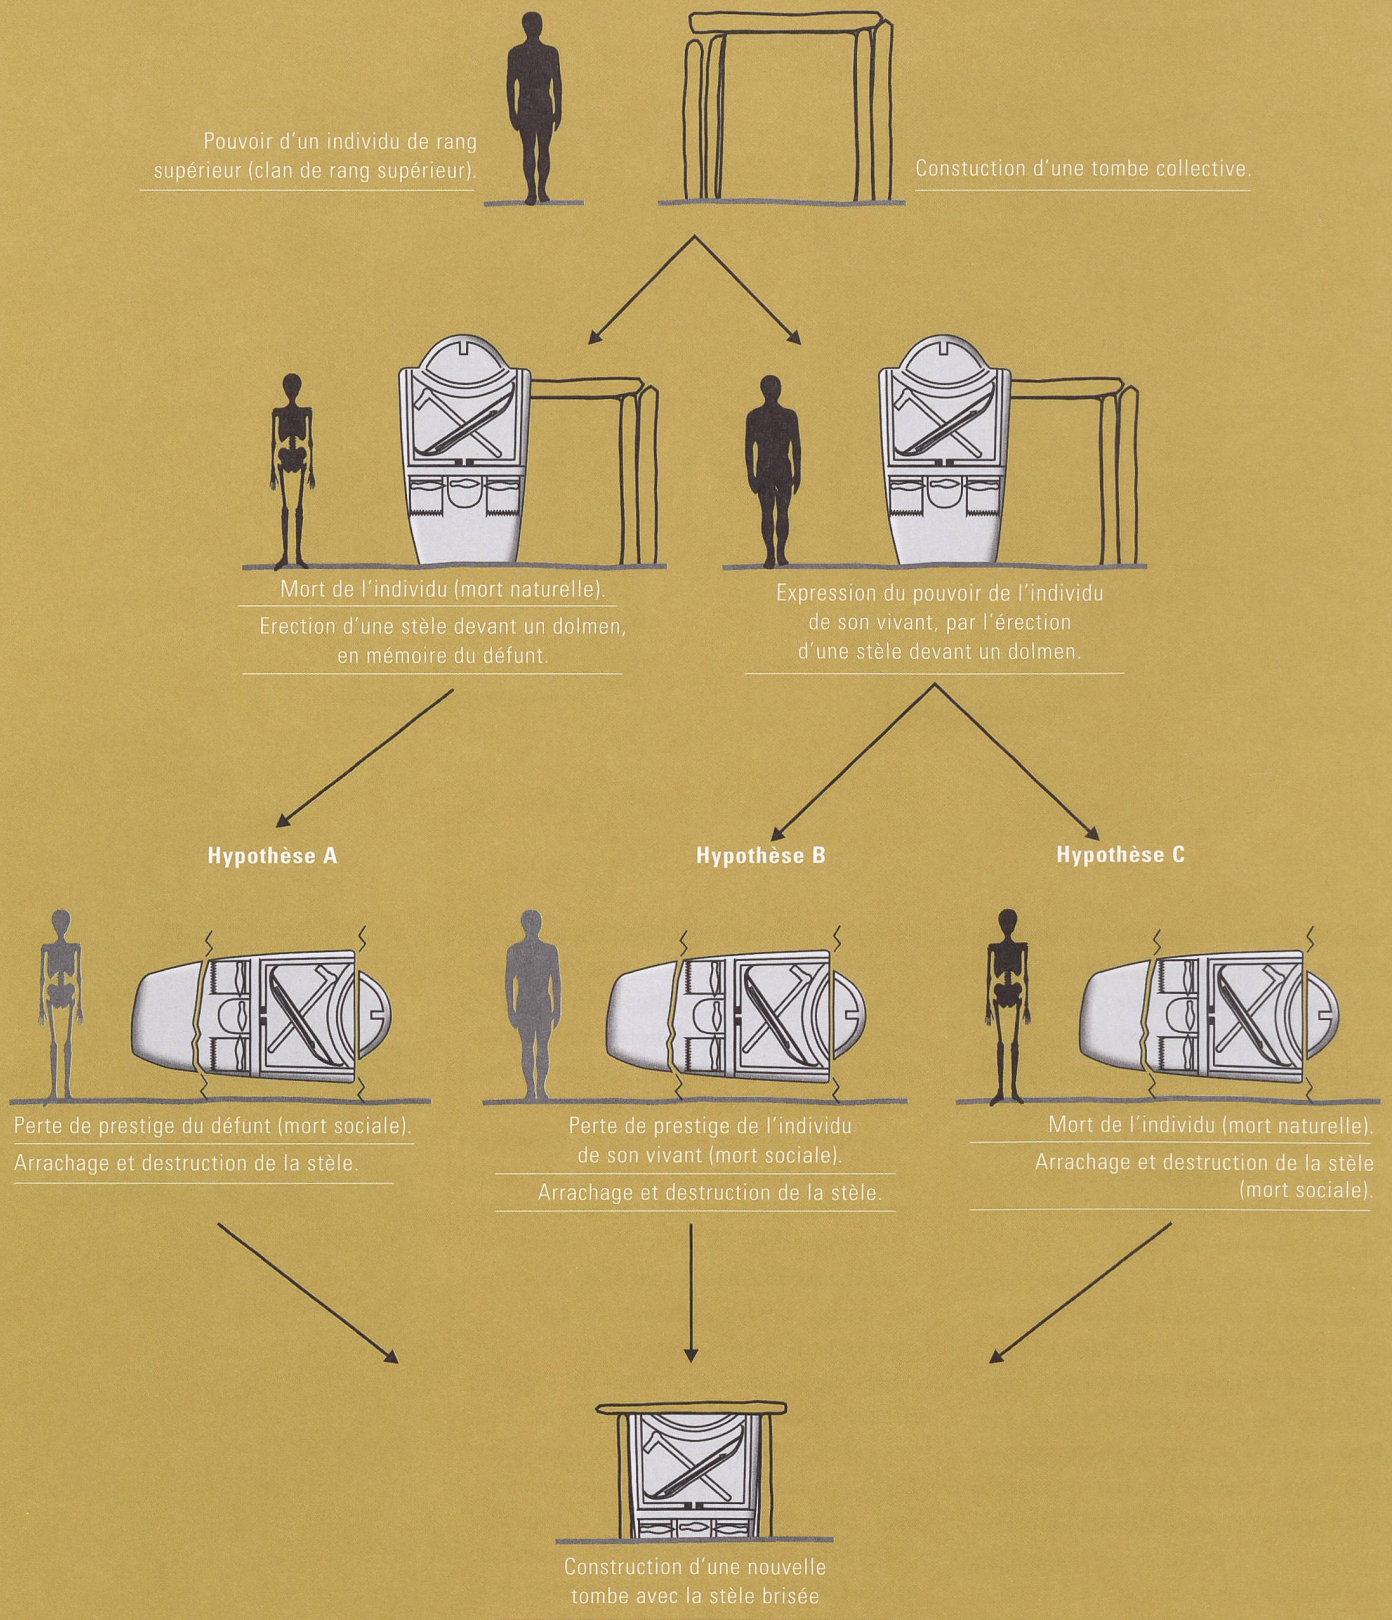 Pouvoir d'un individu de rang
supérieur (clan de rang supérieur).
Constuction d'une tombe collective.
Mort de l'individu (mort naturelle).
Erection d'une stèle devant un dolmen,
en mémoire du défunt.
Expression du pouvoir de l'individu
de son vivant, par l'érection
d'une stèle devant un dolmen.
Hypothèse A
Hypothèse B
Hypothèse C
Perte de prestige du défunt (mort sociale).
Arrachage et destruction de la stèle.
Perte de prestige de l'individu
de son vivant (mort sociale).
Arrachage et destruction de la stèle.
Mort de l'individu (mort naturelle).
Arrachage et destruction de la stèle
(mort sociale).
Construction d'une nouvelle
tombe avec la stèle brisée